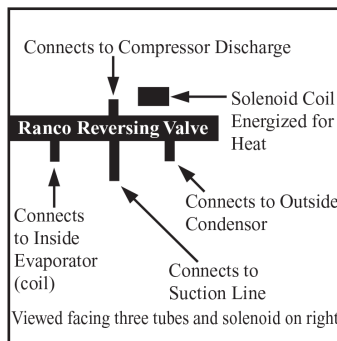 Connects to Compressor Discharge
Solenoid Coil
Energized for
Heat
Ranco Reversing Valve
Connects
to Inside
Evaporator
(coil)
Connects to Outside
Condensor
Connects to
Suction Line
Viewed facing three tubes and solenoid on right